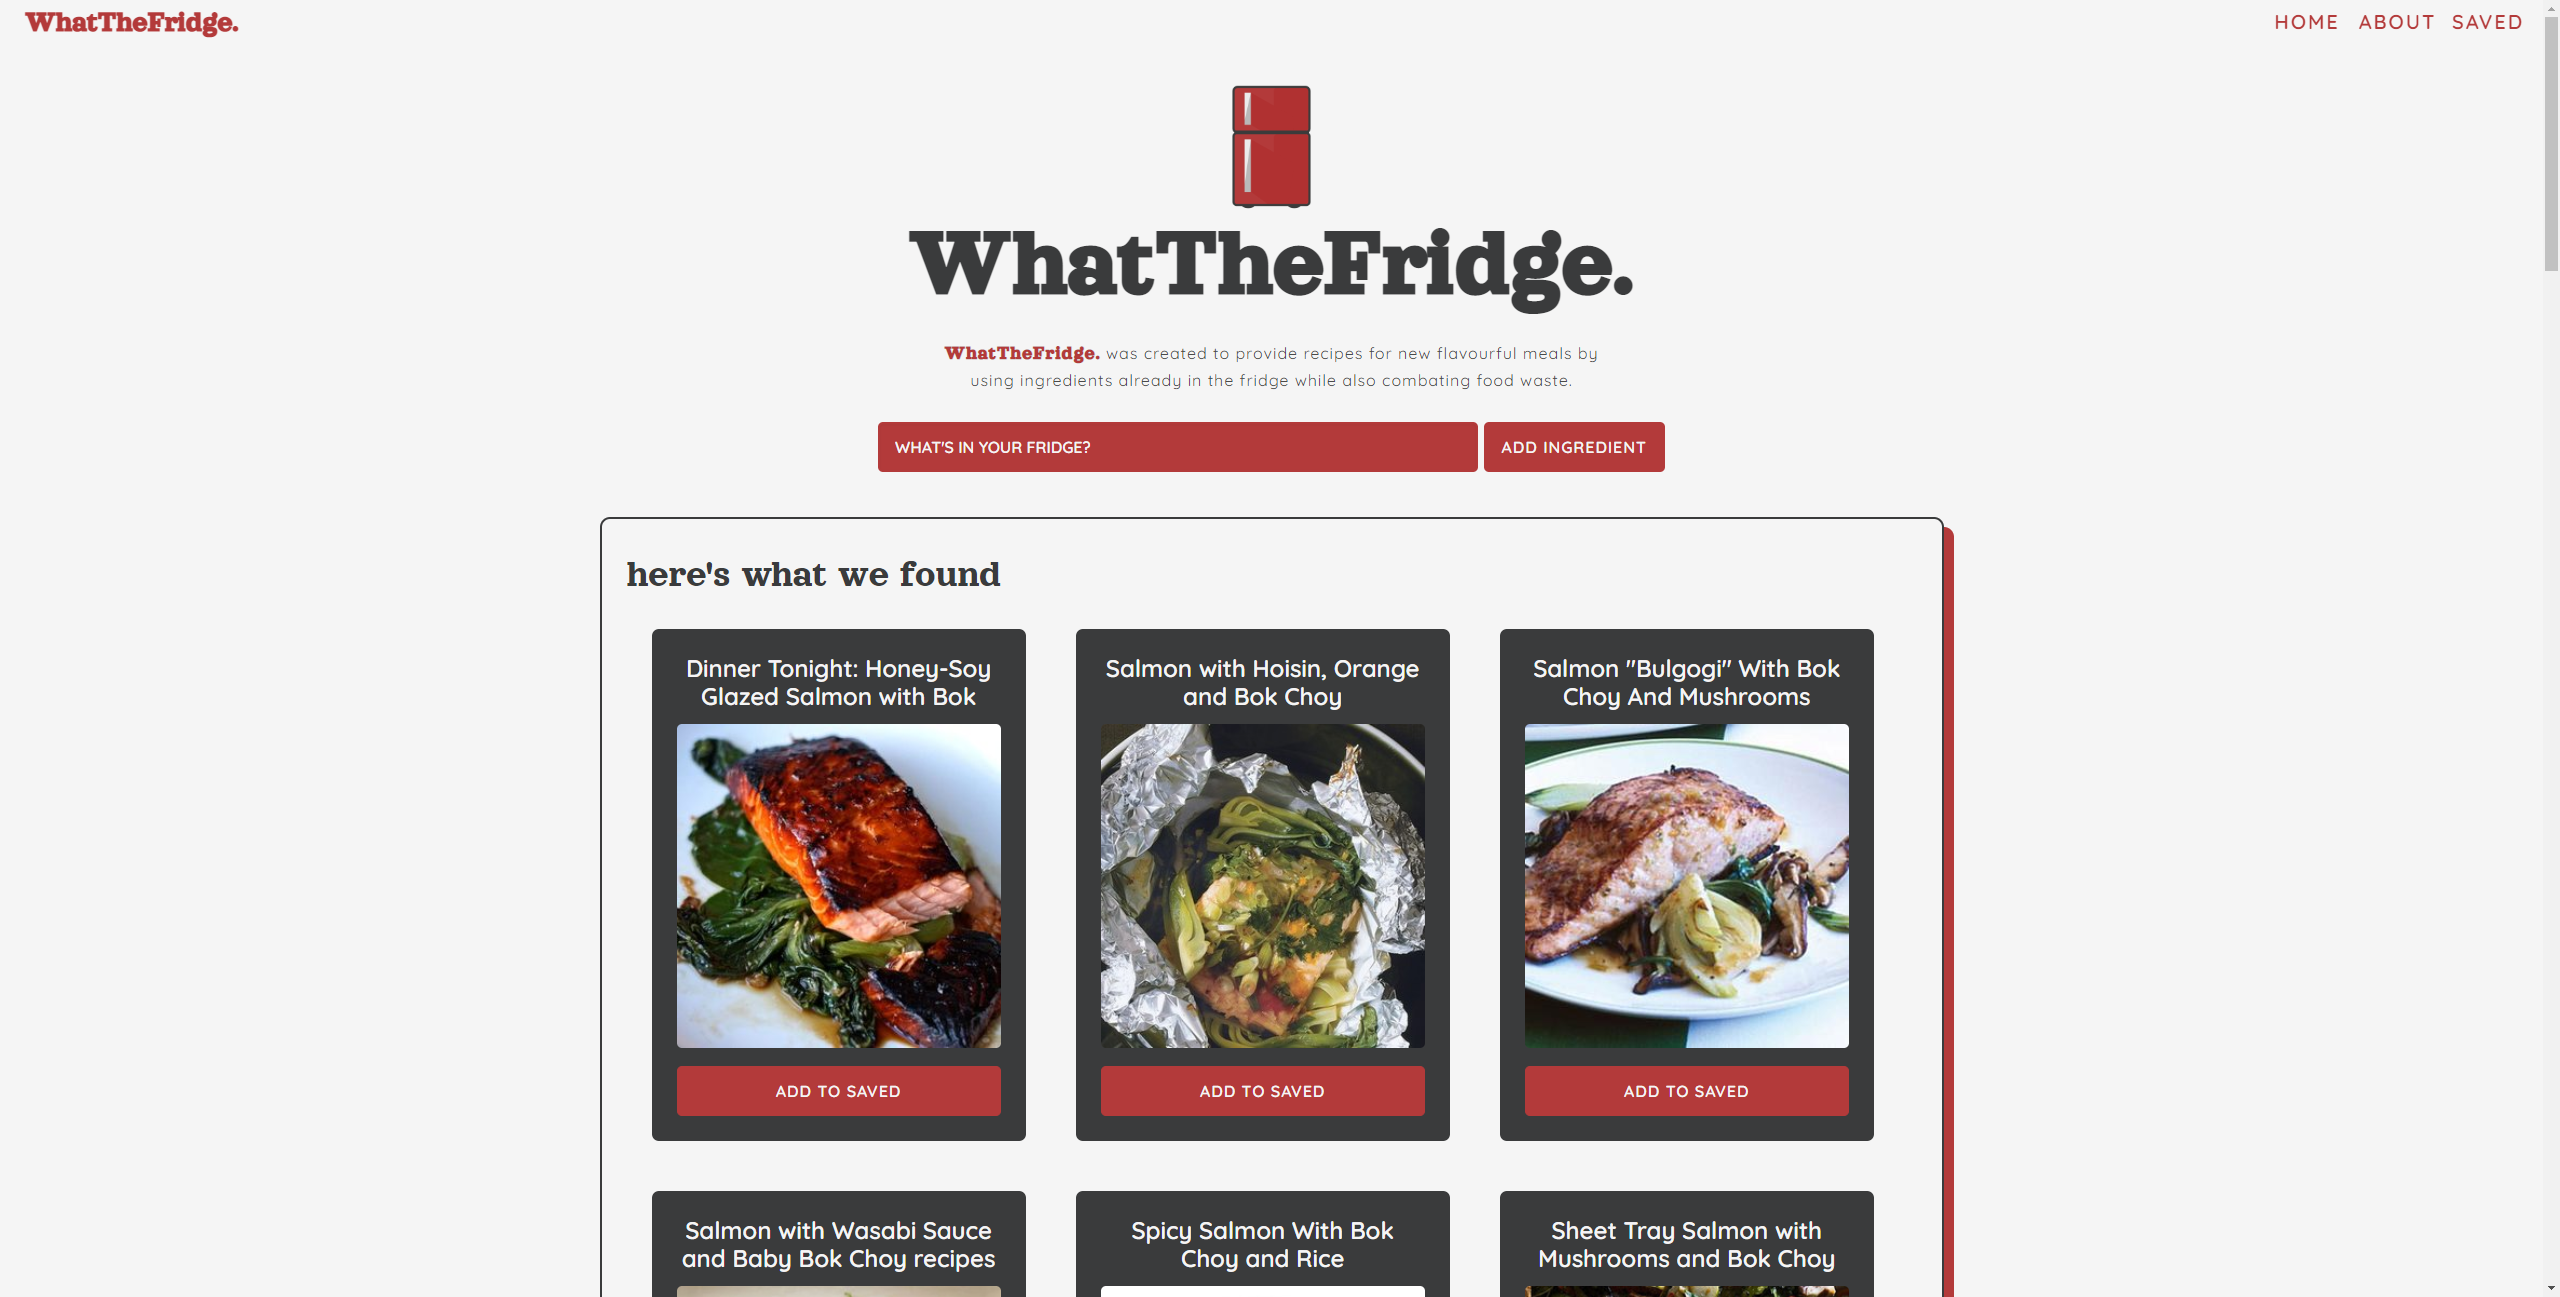 WhatTheFridge.
HOME ABOUT SAVED
WhatTheFridge.
WhatTheFridge. was created to provide recipes for new flavourful meals by
using ingredients already in the fridge while also combating food waste.
WHAT'S IN YOUR FRIDGE?
ADD INGREDIENT
here's what we found
Dinner Tonight: Honey-Soy
Glazed Salmon with Bok
ADD TO SAVED
Salmon with Hoisin, Orange
and Bok Choy
ADD TO SAVED
Salmon "Bulgogi" With Bok
Choy And Mushrooms
ADD TO SAVED
Salmon with Wasabi Sauce
and Baby Bok Choy recipes
Spicy Salmon With Bok
Choy and Rice
Sheet Tray Salmon with
Mushrooms and Bok Choy